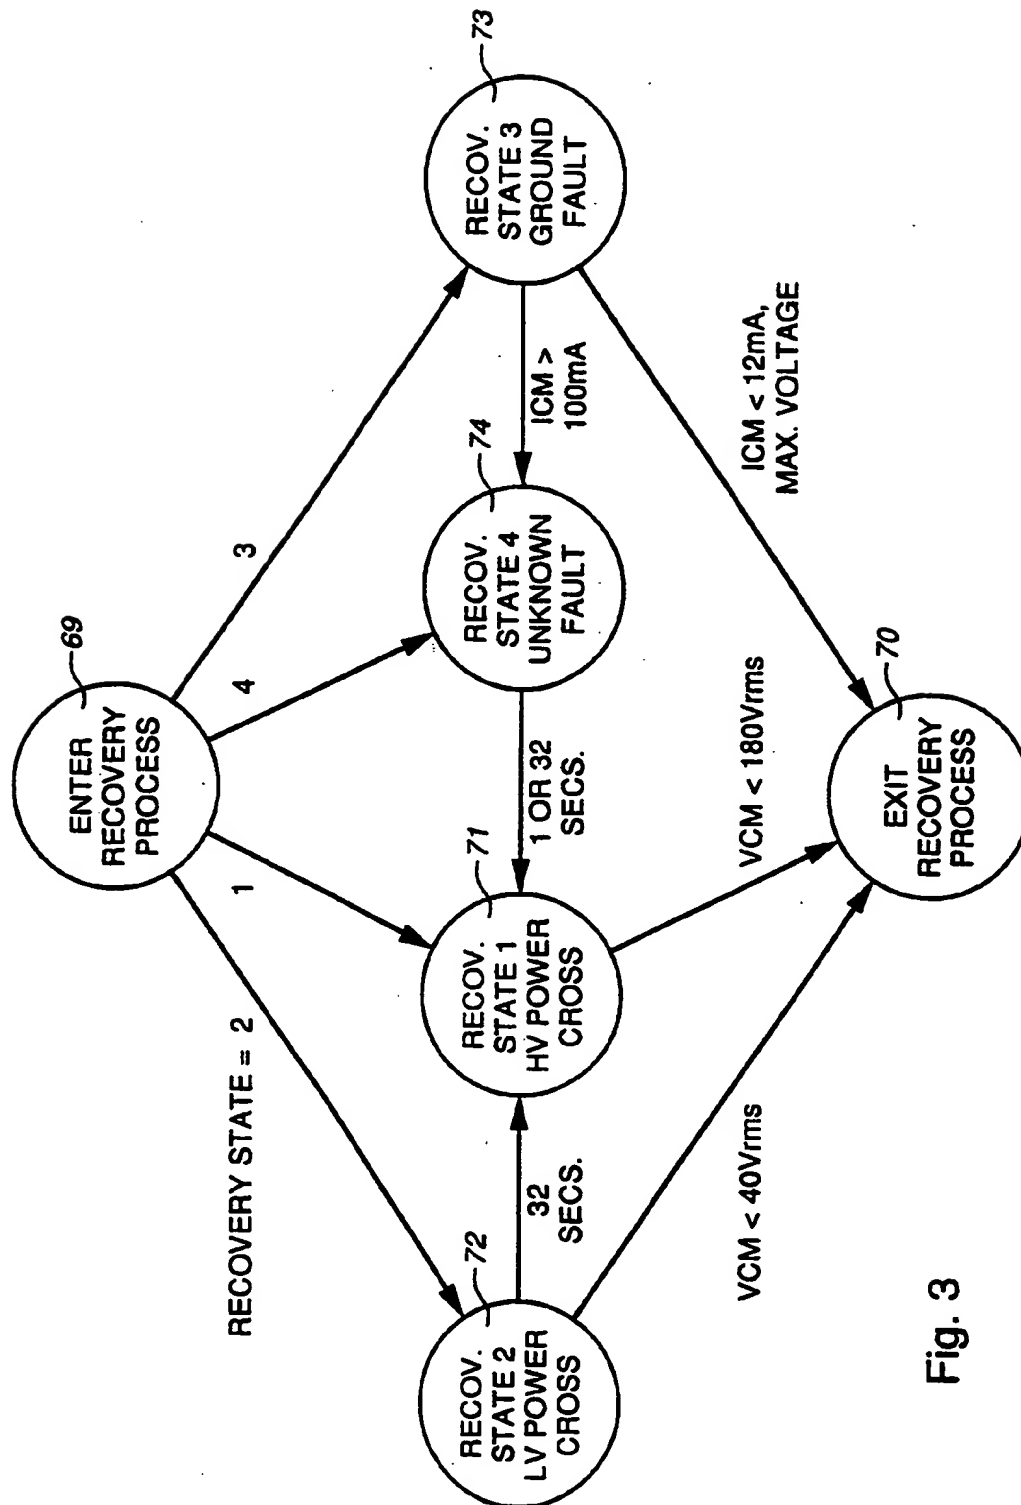 69
ENTER
RECOVERY
PROCESS
RECOVERY STATE = 2
1
4
3
72
RECOV.
STATE 2
LV POWER
CROSS
32
SECS.
71
RECOV.
STATE 1
HV POWER
CROSS
1 OR 32
SECS.
74
RECOV.
STATE 4
UNKNOWN
FAULT
ICM >
100mA
73
RECOV.
STATE 3
GROUND
FAULT
VCM < 40Vrms
VCM < 180Vrms
ICM < 12mA,
MAX. VOLTAGE
70
EXIT
RECOVERY
PROCESS
Fig. 3